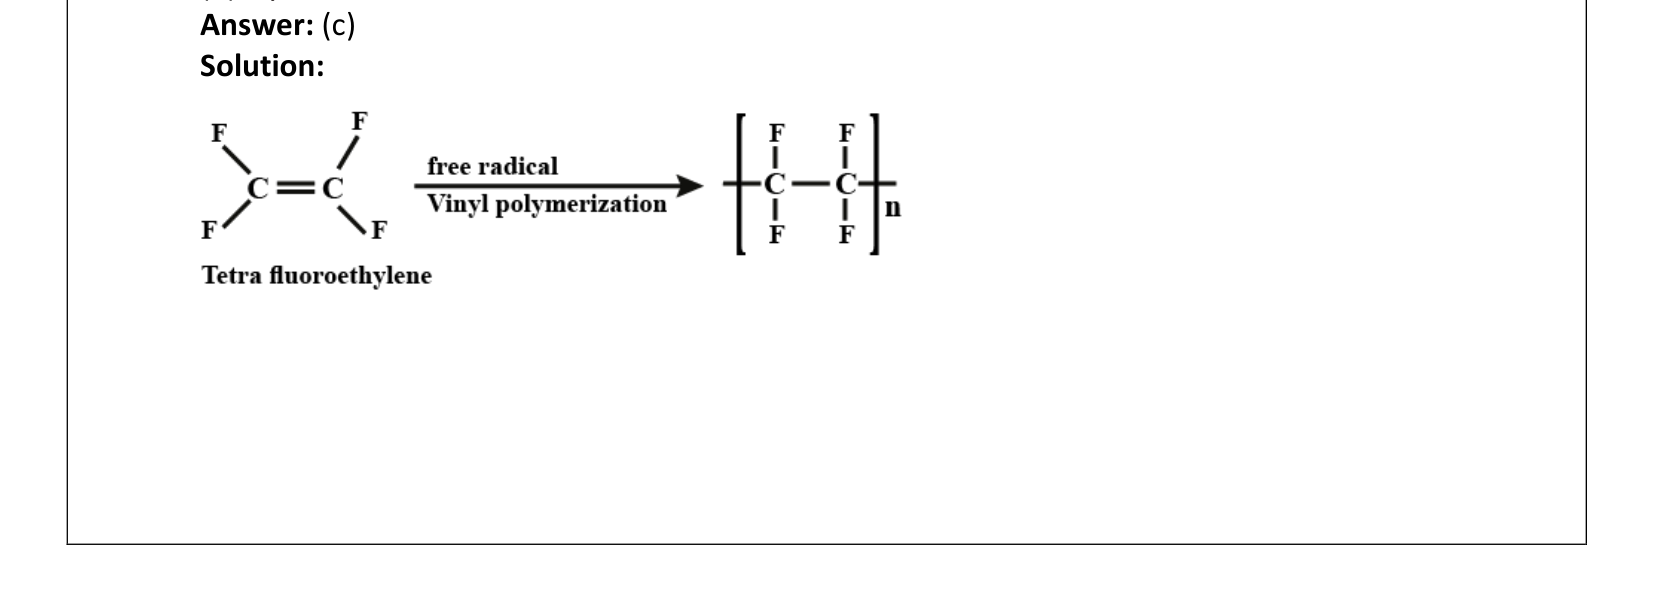 Answer: (c)
Solution:
F F F F
free radical
C=C C C
Vinyl polymerization
n
F F F F
Tetra fluoroethylene